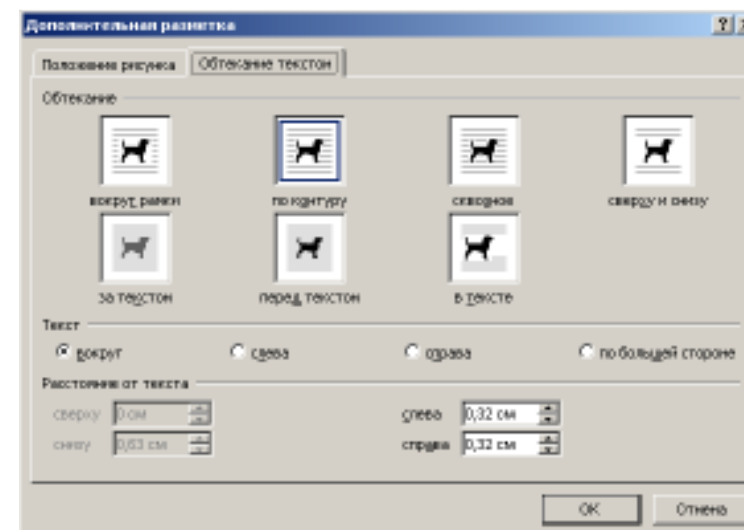 Дополнительная разметка
Положение рисунка Обтекание текстом
Обтекание
вокруг рамки по контуру сквозное сверху и снизу
за текстом перед текстом в тексте
Текст
вокруг слева справа по большей стороне
Расстояние от текста
сверху 0 см слева 0,32 см
снизу 0,63 см справа 0,32 см
OK Отмена